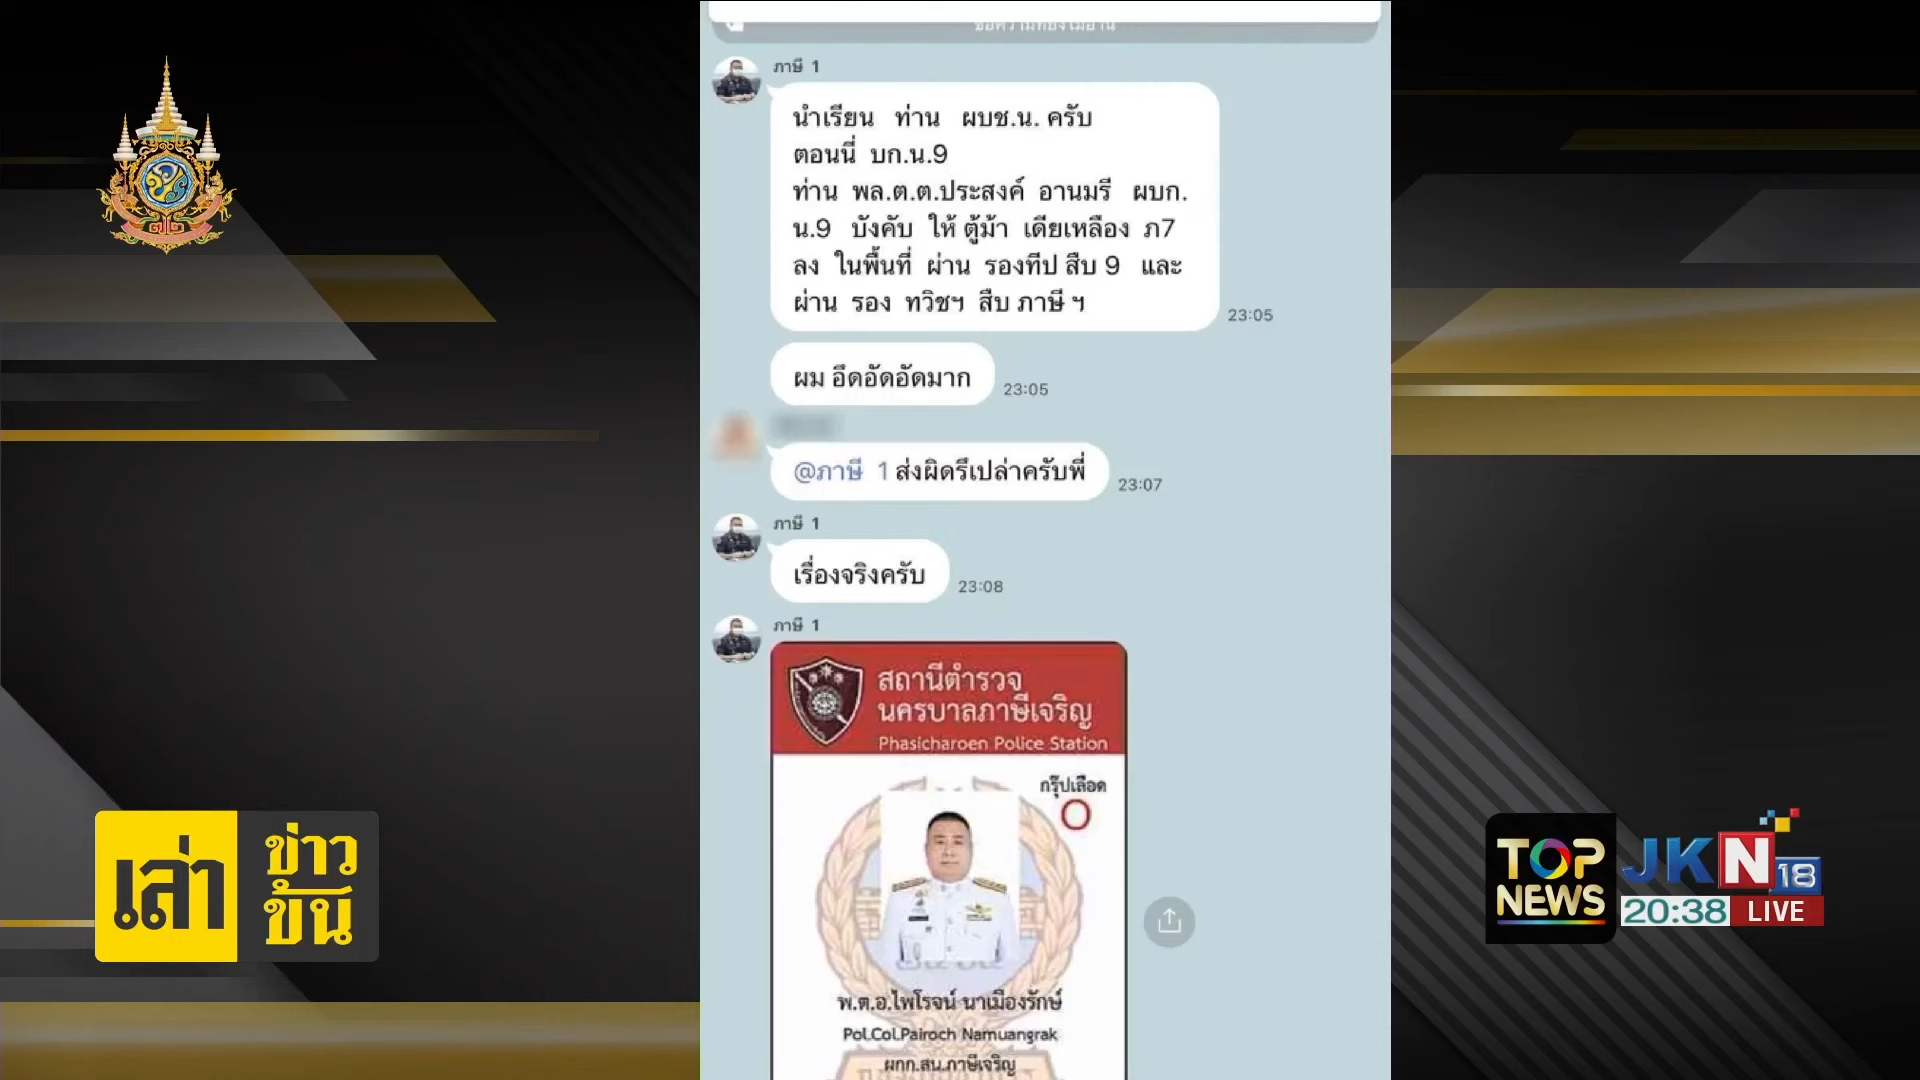 ภาษี 1
นำเรียน ท่าน ผบช.น. ครับ
ตอนนี่ บก.น.9
ท่าน พล.ต.ต.ประสงค์ อานมรี ผบก.
น.9 บังคับ ให้ ตู้ม้า เดียเหลือง ภ7
ลง ในพื้นที่ ผ่าน รองทีป สืบ 9 และ
ผ่าน รอง ทวิชฯ สืบ ภาษี ฯ
23:05
ผม อึดอัดอัดมาก
23:05
@ภาษี 1 ส่งผิดรึเปล่าครับพี่
23:07
ภาษี 1
เรื่องจริงครับ
23:08
ภาษี 1
สถานีตำรวจ
นครบาลภาษีเจริญ
Phasicharoen Police Station
กรุ๊ปเลือด
O
พ.ต.อ.ไพโรจน์ นาเมืองรักษ์
Pol.Col.Pairoch Namuangrak
ผกก.สน.ภาษีเจริญ
เล่า
ข่าว
ข้น
TOP
NEWS
JKN18
20:38 LIVE
๗๒